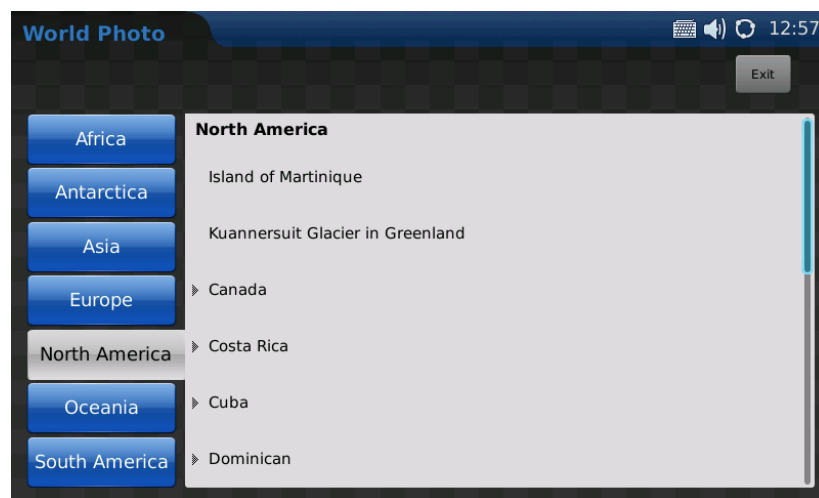 World Photo
12:57
Exit
Africa
Antarctica
Asia
Europe
North America
Oceania
South America
North America
Island of Martinique
Kuannersuit Glacier in Greenland
Canada
Costa Rica
Cuba
Dominican